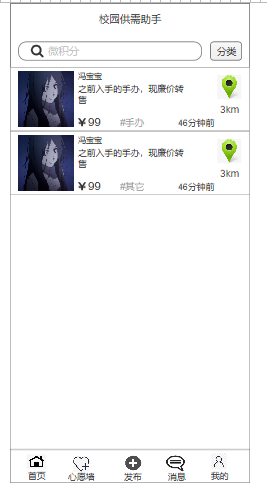 校园供需助手
微积分
分类
冯宝宝
之前入手的手办，现廉价转
售
¥99 #手办 46分钟前
3km
冯宝宝
之前入手的手办，现廉价转
售
¥99 #其它 46分钟前
3km
首页 心愿墙 发布 消息 我的